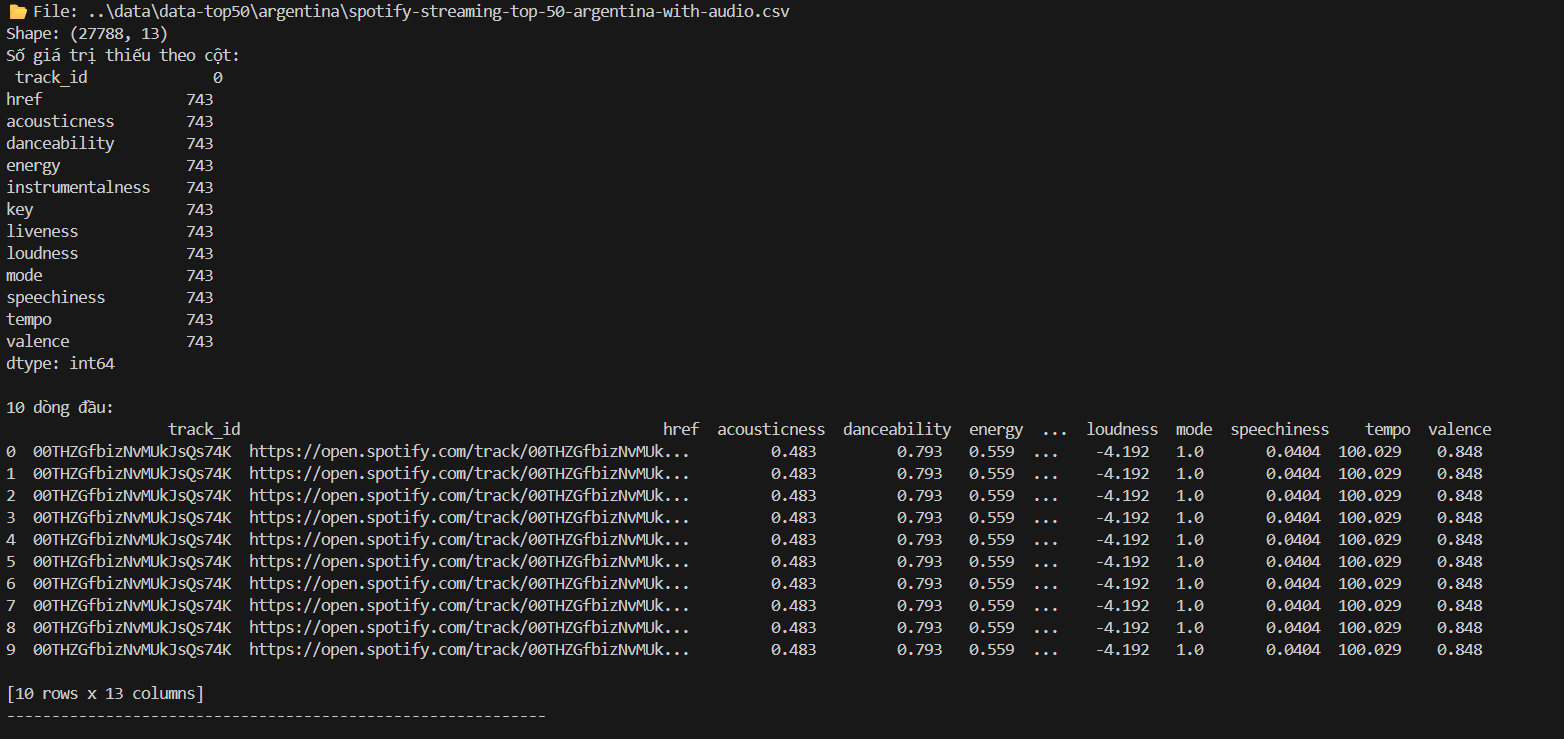 📂 File: ..\data\data-top50\argentina\spotify-streaming-top-50-argentina-with-audio.csv
Shape: (27788, 13)
Số giá trị thiếu theo cột:
track_id 0
href 743
acousticness 743
danceability 743
energy 743
instrumentalness 743
key 743
liveness 743
loudness 743
mode 743
speechiness 743
tempo 743
valence 743
dtype: int64
10 dòng đầu:
track_id href acousticness danceability energy ... loudness mode speechiness tempo valence
0 00THZGfbizNvMUkJsQs74K https://open.spotify.com/track/00THZGfbizNvMUk... 0.483 0.793 0.559 ... -4.192 1.0 0.0404 100.029 0.848
1 00THZGfbizNvMUkJsQs74K https://open.spotify.com/track/00THZGfbizNvMUk... 0.483 0.793 0.559 ... -4.192 1.0 0.0404 100.029 0.848
2 00THZGfbizNvMUkJsQs74K https://open.spotify.com/track/00THZGfbizNvMUk... 0.483 0.793 0.559 ... -4.192 1.0 0.0404 100.029 0.848
3 00THZGfbizNvMUkJsQs74K https://open.spotify.com/track/00THZGfbizNvMUk... 0.483 0.793 0.559 ... -4.192 1.0 0.0404 100.029 0.848
4 00THZGfbizNvMUkJsQs74K https://open.spotify.com/track/00THZGfbizNvMUk... 0.483 0.793 0.559 ... -4.192 1.0 0.0404 100.029 0.848
5 00THZGfbizNvMUkJsQs74K https://open.spotify.com/track/00THZGfbizNvMUk... 0.483 0.793 0.559 ... -4.192 1.0 0.0404 100.029 0.848
6 00THZGfbizNvMUkJsQs74K https://open.spotify.com/track/00THZGfbizNvMUk... 0.483 0.793 0.559 ... -4.192 1.0 0.0404 100.029 0.848
7 00THZGfbizNvMUkJsQs74K https://open.spotify.com/track/00THZGfbizNvMUk... 0.483 0.793 0.559 ... -4.192 1.0 0.0404 100.029 0.848
8 00THZGfbizNvMUkJsQs74K https://open.spotify.com/track/00THZGfbizNvMUk... 0.483 0.793 0.559 ... -4.192 1.0 0.0404 100.029 0.848
9 00THZGfbizNvMUkJsQs74K https://open.spotify.com/track/00THZGfbizNvMUk... 0.483 0.793 0.559 ... -4.192 1.0 0.0404 100.029 0.848
[10 rows x 13 columns]
------------------------------------------------------------